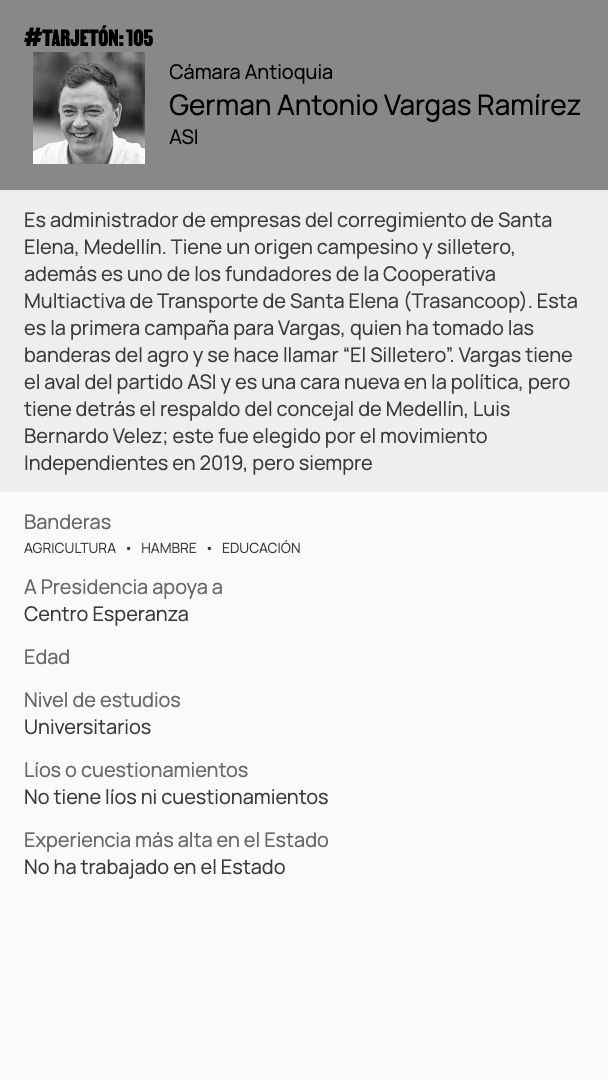 #TARJETÓN: 105
Cámara Antioquia
German Antonio Vargas Ramírez
ASI
Es administrador de empresas del corregimiento de Santa
Elena, Medellín. Tiene un origen campesino y silletero,
además es uno de los fundadores de la Cooperativa
Multiactiva de Transporte de Santa Elena (Trasancoop). Esta
es la primera campaña para Vargas, quien ha tomado las
banderas del agro y se hace llamar “El Silletero”. Vargas tiene
el aval del partido ASI y es una cara nueva en la política, pero
tiene detrás el respaldo del concejal de Medellín, Luis
Bernardo Velez; este fue elegido por el movimiento
Independientes en 2019, pero siempre
Banderas
AGRICULTURA • HAMBRE • EDUCACIÓN
A Presidencia apoya a
Centro Esperanza
Edad
Nivel de estudios
Universitarios
Líos o cuestionamientos
No tiene líos ni cuestionamientos
Experiencia más alta en el Estado
No ha trabajado en el Estado